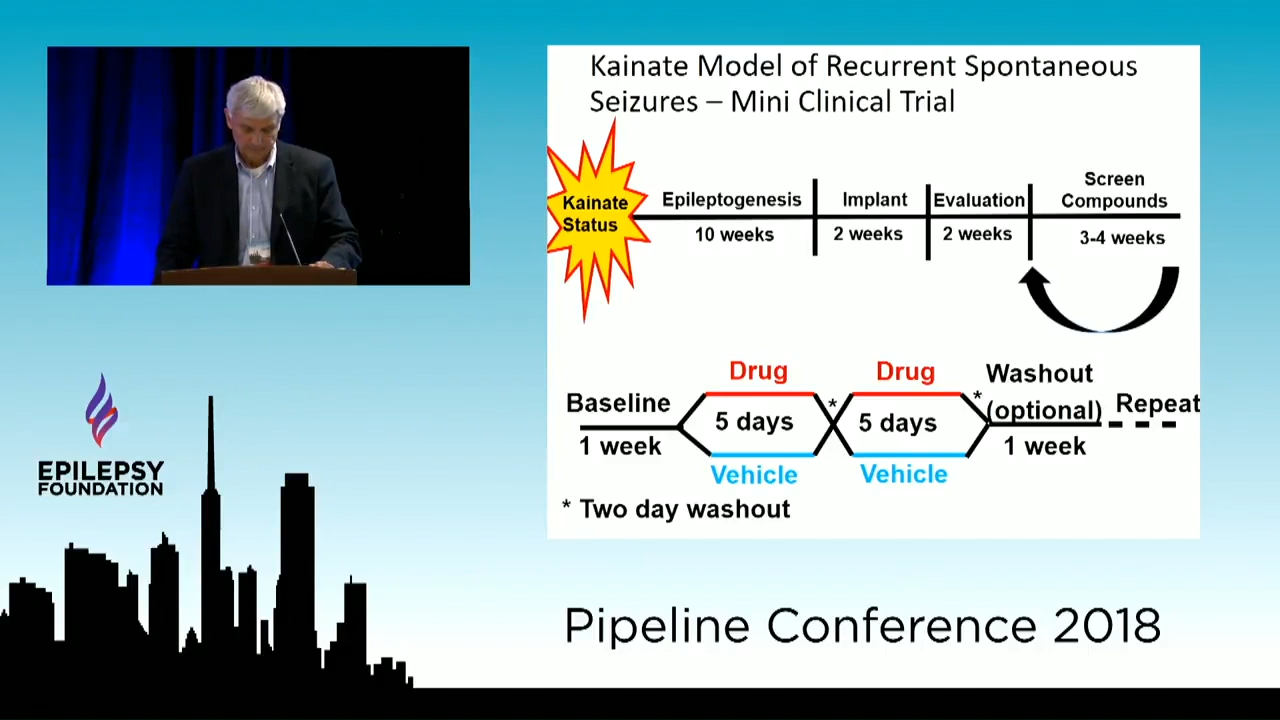 Kainate Model of Recurrent Spontaneous
Seizures – Mini Clinical Trial
Kainate
Status
Epileptogenesis
10 weeks
Implant
2 weeks
Evaluation
2 weeks
Screen
Compounds
3-4 weeks
Baseline
1 week
Drug
5 days
Vehicle
*
Drug
5 days
Vehicle
*
Washout
(optional)
1 week
Repeat
* Two day washout
EPILEPSY
FOUNDATION
Pipeline Conference 2018